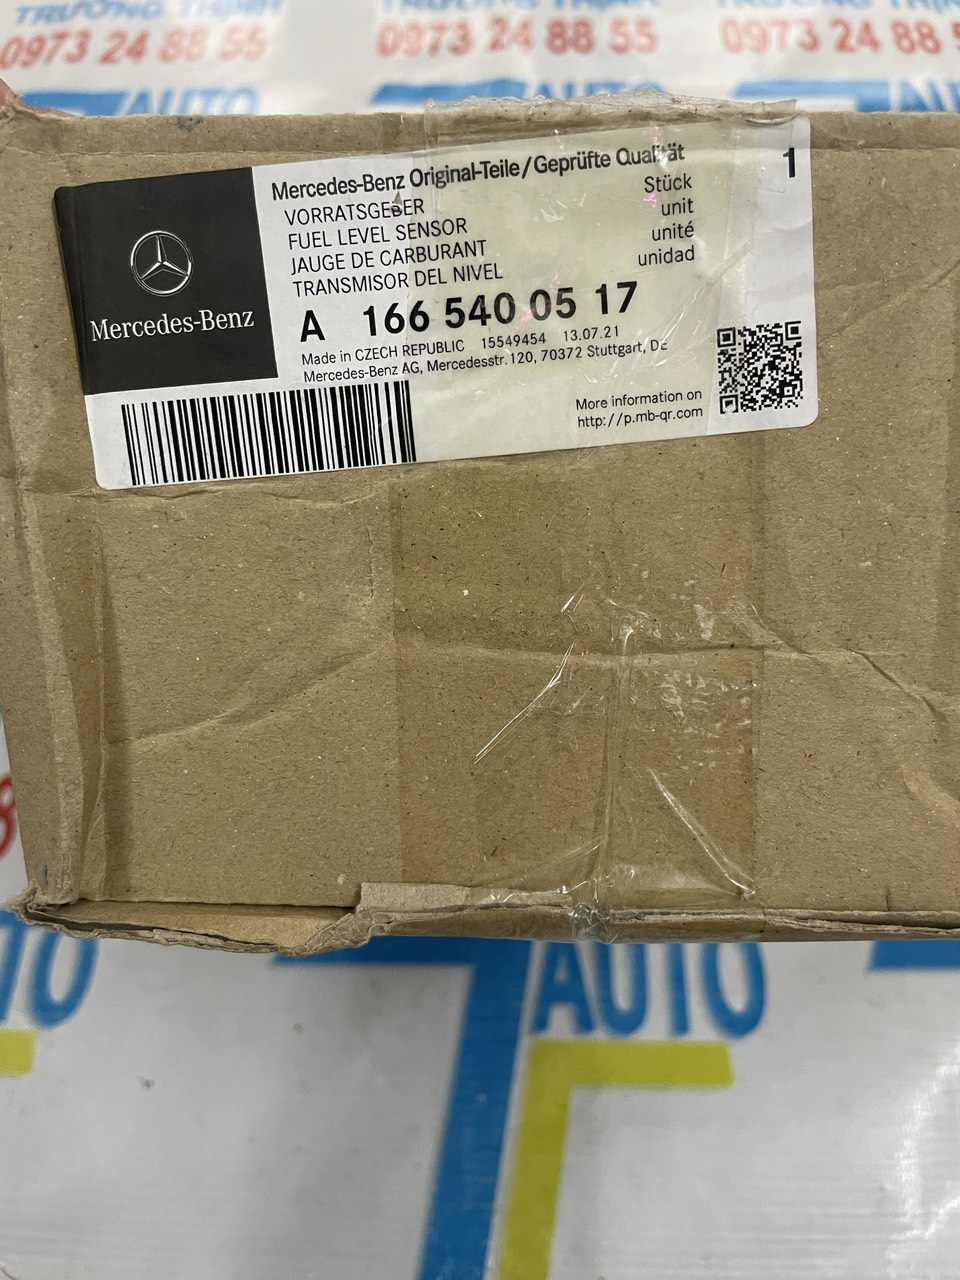 TRƯỜNG THỊNH
0973 24 88 55
0973 24 88 55
0973 24 88
AUTO
AUTO
Mercedes-Benz
Mercedes-Benz Original-Teile/Geprüfte Qualität
1
VORRATSGEBER
Stück
FUEL LEVEL SENSOR
unit
JAUGE DE CARBURANT
unité
TRANSMISOR DEL NIVEL
unidad
A 166 540 05 17
Made in CZECH REPUBLIC 15549454 13.07.21
Mercedes-Benz AG, Mercedesstr. 120, 70372 Stuttgart, DE
More information on
http://p.mb-qr.com
AUTO